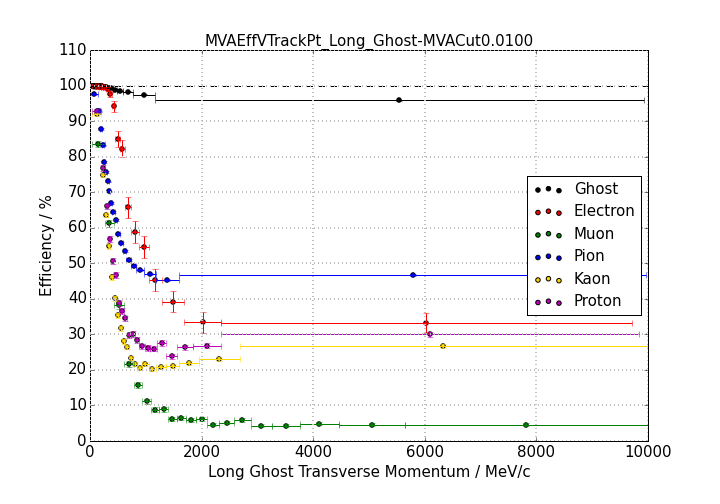 MVAEffVTrackPt_Long_Ghost-MVACut0.0100
110
100
90
80
70
60
50
40
30
20
10
0
Efficiency / %
Ghost
Electron
Muon
Pion
Kaon
Proton
0 2000 4000 6000 8000 10000
Long Ghost Transverse Momentum / MeV/c